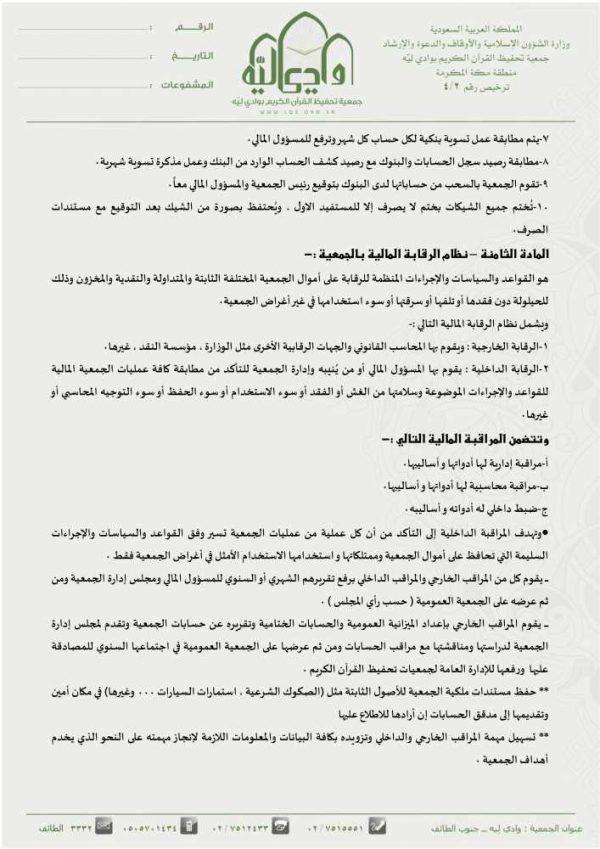 المملكة العربية السعودية
وزارة الشؤون الإسلامية والأوقاف والدعوة والإرشاد
جمعية تحفيظ القرآن الكريم بوادي ليّه
منطقة مكة المكرمة
ترخيص رقم ٤/٢
وادي ليّه
جمعية تحفيظ القرآن الكريم بوادي ليّه
WWW.LQE.ORG.SA
الرقـــم :
التاريـــخ :
المشفوعات :
٧-يتم مطابقة عمل تسوية بنكية لكل حساب كل شهر وترفع للمسؤول المالي.
٨-مطابقة رصيد سجل الحسابات والبنوك مع رصيد كشف الحساب الوارد من البنك وعمل مذكرة تسوية شهرية.
٩-تقوم الجمعية بالسحب من حساباتها لدى البنوك بتوقيع رئيس الجمعية والمسؤول المالي معاً.
١٠-تُختم جميع الشيكات بختم لا يصرف إلا للمستفيد الاول ، ويُحتفظ بصورة من الشيك بعد التوقيع مع مستندات
الصرف.
المادة الثامنة – نظام الرقابة المالية بالجمعية :-
هو القواعد والسياسات والإجراءات المنظمة للرقابة على أموال الجمعية المختلفة الثابتة والمتداولة والنقدية والمخزون وذلك
للحيلولة دون فقدها أو تلفها أو سرقتها أو سوء استخدامها في غير أغراض الجمعية.
ويشمل نظام الرقابة المالية التالي :-
١-الرقابة الخارجية : ويقوم بها المحاسب القانوني والجهات الرقابية الأخرى مثل الوزارة ، مؤسسة النقد ، غيرها.
٢-الرقابة الداخلية : يقوم بها المسؤول المالي أو من يُنيبه وإدارة الجمعية للتأكد من مطابقة كافة عمليات الجمعية المالية
للقواعد والإجراءات الموضوعة وسلامتها من الغش أو الفقد أو سوء الاستخدام أو سوء الحفظ أو سوء التوجيه المحاسبي أو
غيرها.
وتتضمن المراقبة المالية التالي :-
أ-مراقبة إدارية لها أدواتها و أساليبها.
ب-مراقبة محاسبية لها أدواتها و أساليبها.
ج-ضبط داخلي له أدواته و أساليبه.
●وتهدف المراقبة الداخلية إلى التأكد من أن كل عملية من عمليات الجمعية تسير وفق القواعد والسياسات والإجراءات
السليمة التي تحافظ على أموال الجمعية وممتلكاتها و استخدامها الاستخدام الأمثل في أغراض الجمعية فقط .
ـ يقوم كل من المراقب الخارجي والمراقب الداخلي برفع تقريرهم الشهري أو السنوي للمسؤول المالي ومجلس إدارة الجمعية ومن
ثم عرضه على الجمعية العمومية ( حسب رأي المجلس ) .
ـ يقوم المراقب الخارجي بإعداد الميزانية العمومية والحسابات الختامية وتقريره عن حسابات الجمعية وتقدم لمجلس إدارة
الجمعية لدراستها ومناقشتها مع مراقب الحسابات ومن ثم عرضها على الجمعية العمومية في اجتماعها السنوي للمصادقة
عليها ورفعها للإدارة العامة لجمعيات تحفيظ القرآن الكريم .
** حفظ مستندات ملكية الجمعية للأصول الثابتة مثل (الصكوك الشرعية ، استمارات السيارات ... وغيرها) في مكان أمين
وتقديمها إلى مدقق الحسابات إن أرادها للاطلاع عليها
** تسهيل مهمة المراقب الخارجي والداخلي وتزويده بكافة البيانات والمعلومات اللازمة لإنجاز مهمته على النحو الذي يخدم
أهداف الجمعية .
عنوان الجمعية : وادي ليه ـ جنوب الطائف ٠٢/٧٥١٥٥٥١ ٠٢/٧٥١٢٤٣٣ ٠٥٠٥٧٠١٤٣٤ ٣٣٣٢ الطائف